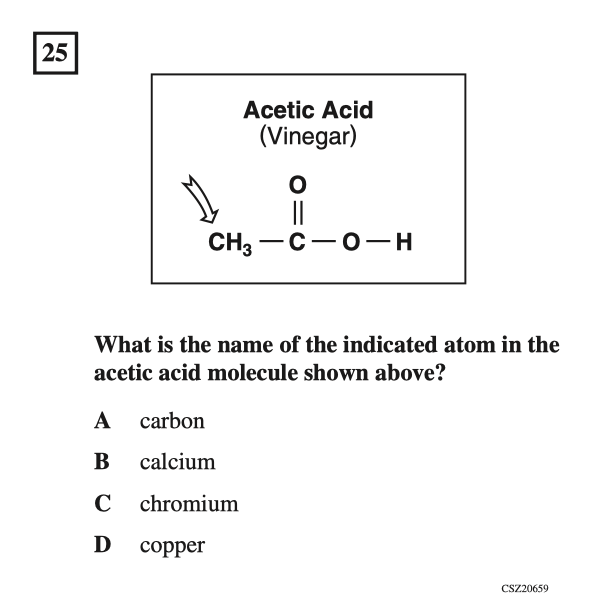 25
Acetic Acid
(Vinegar)
O
||
CH₃ — C — O — H
What is the name of the indicated atom in the
acetic acid molecule shown above?
A carbon
B calcium
C chromium
D copper
CSZ20659